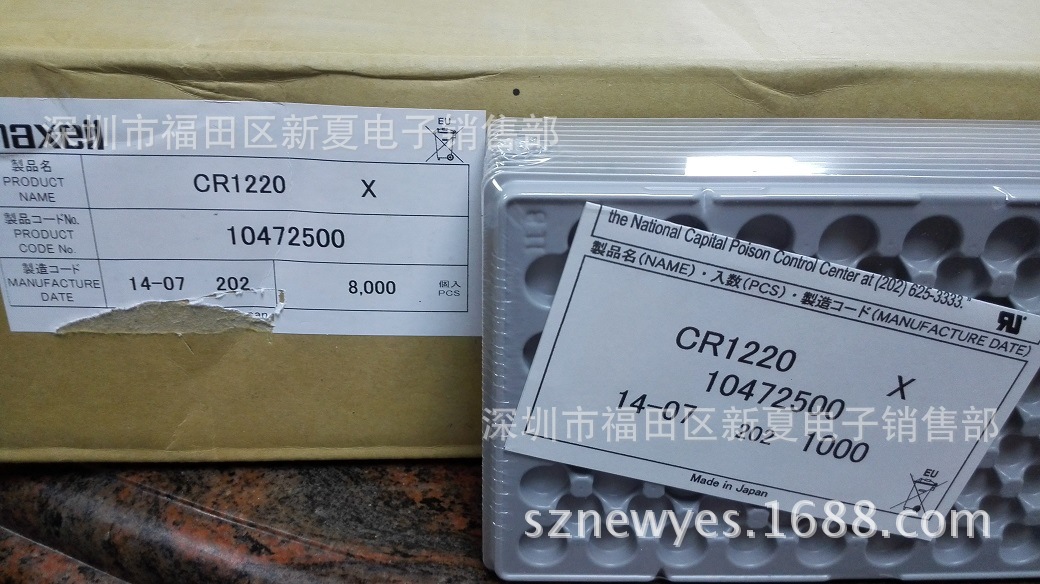 maxell
EU
深圳市福田区新夏电子销售部
製品名
PRODUCT
NAME
CR1220 X
製品コードNo.
PRODUCT
CODE No.
10472500
製造コード
MANUFACTURE
DATE
14-07 202
8,000
個入
PCS
the National Capital Poison Control Center at (202) 625-3333."
製品名(NAME)・入数(PCS)・製造コード(MANUFACTURE DATE)
CR1220 X
10472500
14-07 202 1000
深圳市福田区新夏电子销售部
Made in Japan
EU
sznewyes.1688.com